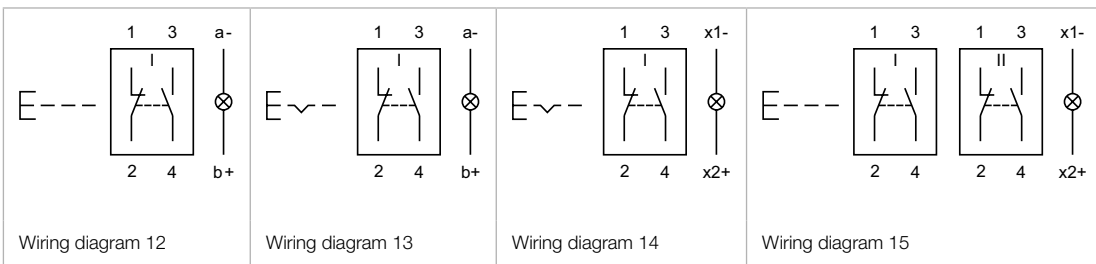 1 3 a-
I
2 4 b+
Wiring diagram 12
1 3 a-
I
2 4 b+
Wiring diagram 13
1 3 x1-
I
2 4 x2+
Wiring diagram 14
1 3 1 3 x1-
I II
2 4 2 4 x2+
Wiring diagram 15